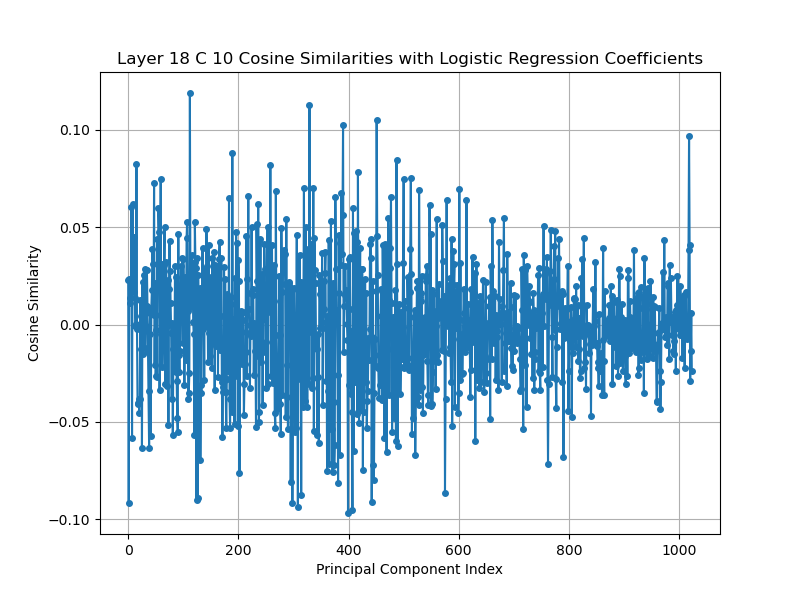 Layer 18 C 10 Cosine Similarities with Logistic Regression Coefficients
0.10
0.05
0.00
−0.05
−0.10
Cosine Similarity
0 200 400 600 800 1000
Principal Component Index